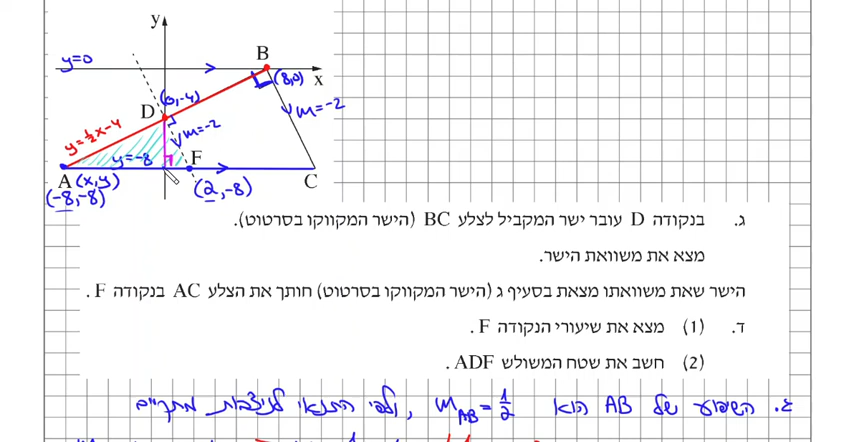 y
y=0
B
(8,0)
x
(0,-4)
D
m=-2
m=-2
y=½x-4
y=-8
F
A (x,y)
(-8,-8)
(2,-8)
C
ג. בנקודה D עובר ישר המקביל לצלע BC (הישר המקווקו בסרטוט).
מצא את משוואת הישר.
הישר שאת משוואתו מצאת בסעיף ג (הישר המקווקו בסרטוט) חותך את הצלע AC בנקודה F.
ד. (1) מצא את שיעורי הנקודה F.
(2) חשב את שטח המשולש ADF.
ג. השיפוע של AB הוא m_AB=½, ולפי התנאי לניצבות מתקיים